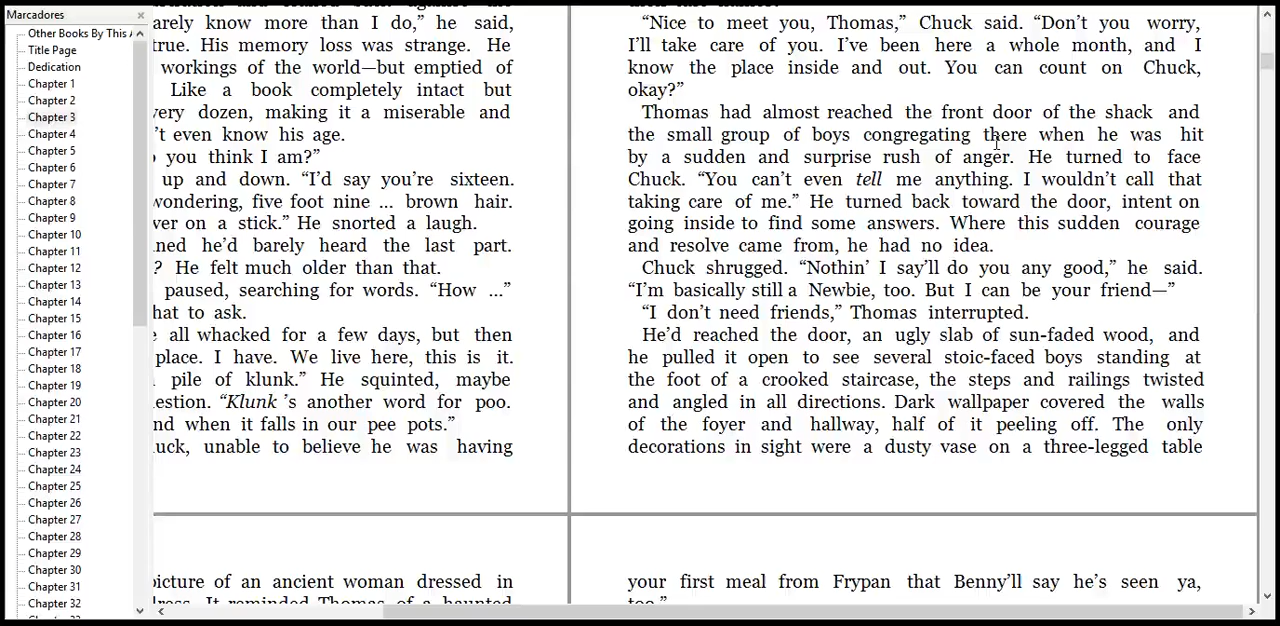 Marcadores
Other Books By This A
Title Page
Dedication
Chapter 1
Chapter 2
Chapter 3
Chapter 4
Chapter 5
Chapter 6
Chapter 7
Chapter 8
Chapter 9
Chapter 10
Chapter 11
Chapter 12
Chapter 13
Chapter 14
Chapter 15
Chapter 16
Chapter 17
Chapter 18
Chapter 19
Chapter 20
Chapter 21
Chapter 22
Chapter 23
Chapter 24
Chapter 25
Chapter 26
Chapter 27
Chapter 28
Chapter 29
Chapter 30
Chapter 31
Chapter 32
arely know more than I do,” he said,
true. His memory loss was strange. He
workings of the world—but emptied of
Like a book completely intact but
very dozen, making it a miserable and
’t even know his age.
you think I am?”
up and down. “I’d say you’re sixteen.
wondering, five foot nine ... brown hair.
ver on a stick.” He snorted a laugh.
ned he’d barely heard the last part.
? He felt much older than that.
paused, searching for words. “How ...”
hat to ask.
e all whacked for a few days, but then
place. I have. We live here, this is it.
pile of klunk.” He squinted, maybe
estion. “Klunk ’s another word for poo.
nd when it falls in our pee pots.”
uck, unable to believe he was having
picture of an ancient woman dressed in
dress. It reminded Thomas of a haunted
“Nice to meet you, Thomas,” Chuck said. “Don’t you worry,
I’ll take care of you. I’ve been here a whole month, and I
know the place inside and out. You can count on Chuck,
okay?”
Thomas had almost reached the front door of the shack and
the small group of boys congregating there when he was hit
by a sudden and surprise rush of anger. He turned to face
Chuck. “You can’t even tell me anything. I wouldn’t call that
taking care of me.” He turned back toward the door, intent on
going inside to find some answers. Where this sudden courage
and resolve came from, he had no idea.
Chuck shrugged. “Nothin’ I say’ll do you any good,” he said.
“I’m basically still a Newbie, too. But I can be your friend—”
“I don’t need friends,” Thomas interrupted.
He’d reached the door, an ugly slab of sun-faded wood, and
he pulled it open to see several stoic-faced boys standing at
the foot of a crooked staircase, the steps and railings twisted
and angled in all directions. Dark wallpaper covered the walls
of the foyer and hallway, half of it peeling off. The only
decorations in sight were a dusty vase on a three-legged table
your first meal from Frypan that Benny’ll say he’s seen ya,
too.”